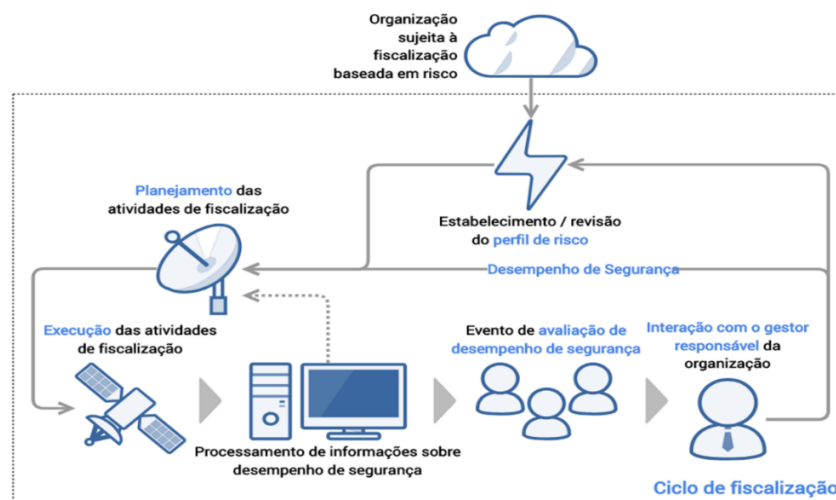 Organização
sujeita à
fiscalização
baseada em risco
Planejamento das
atividades de fiscalização
Estabelecimento / revisão
do perfil de risco
Desempenho de Segurança
Execução das atividades
de fiscalização
Evento de avaliação de
desempenho de segurança
Interação com o gestor
responsável da
organização
Processamento de informações sobre
desempenho de segurança
Ciclo de fiscalização